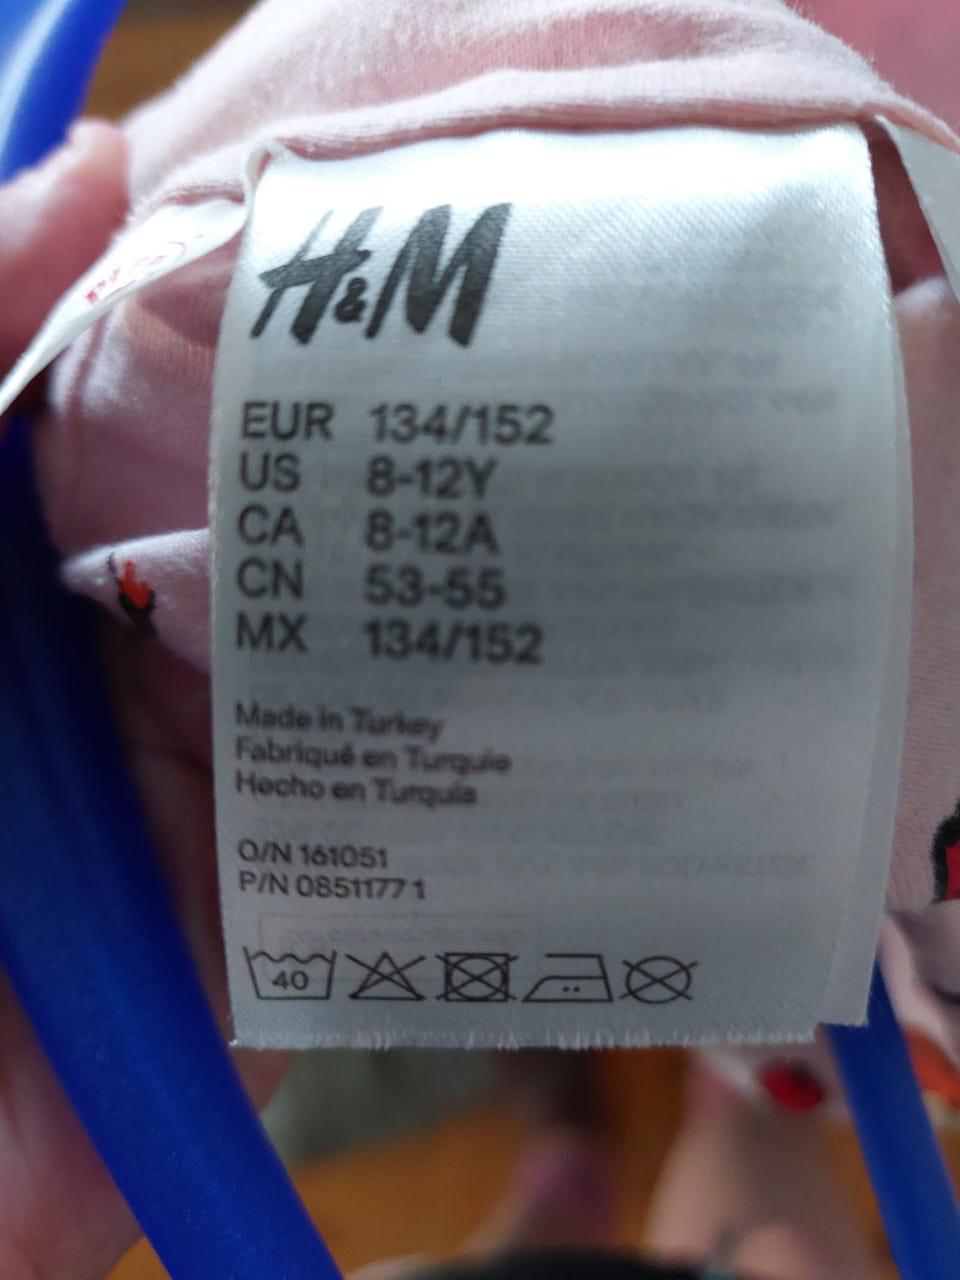 H&M
EUR 134/152
US 8-12Y
CA 8-12A
CN 53-55
MX 134/152
Made in Turkey
Fabriqué en Turquie
Hecho en Turquía
O/N 161051
P/N 0851177 1
40